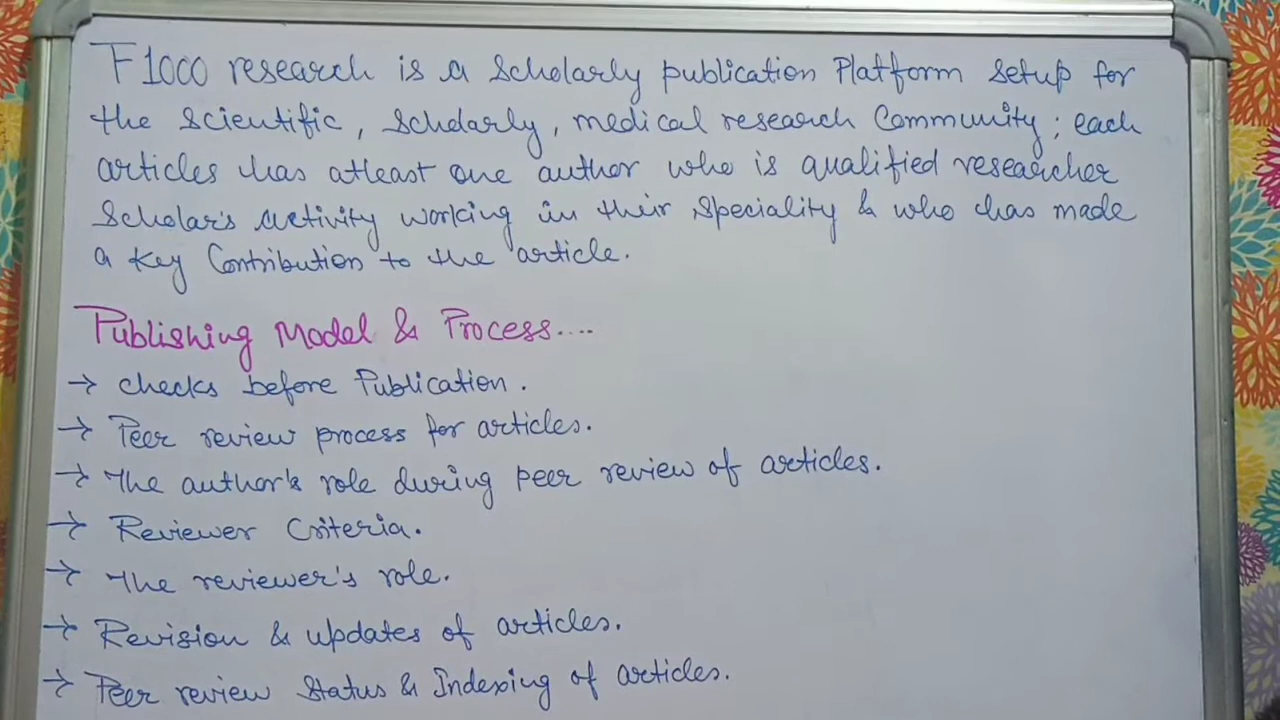 F1000 research is a Scholarly publication Platform setup for
the scientific, scholarly, medical research Community; each
articles has atleast one author who is qualified researcher
Scholar's activity working in their speciality & who has made
a key Contribution to the article.
Publishing Model & Process....
→ checks before Publication.
→ Peer review process for articles.
→ The author's role during peer review of articles.
→ Reviewer Criteria.
→ The reviewer's role.
→ Revision & updates of articles.
→ Peer review Status & Indexing of articles.